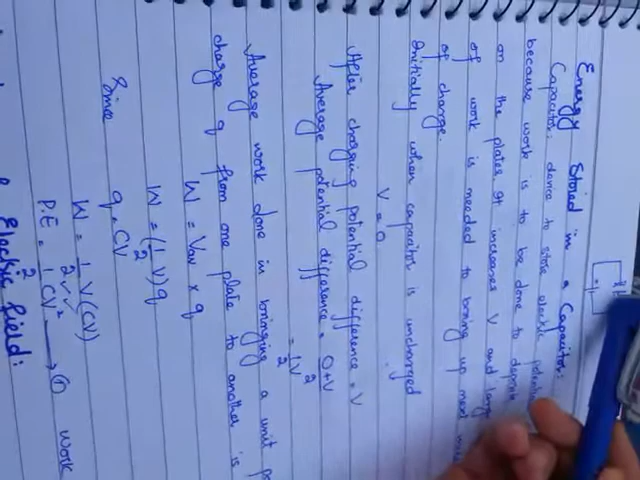 Energy Stored in a Capacitor:
Capacitor: device to store electric
because work is to be done to
on the plates. It increases V and
of work is needed to bring up next
of charge.
Initially when capacitor is uncharged
V = 0
After charging potential difference = V
Average potential difference = 0+V / 2
= 1/2 V
Average work done in bringing a unit
charge q from one plate to another is
W = Vav x q
W = (1/2 V) q
Since q = CV
W = 1/2 V (CV)
P.E = 1/2 CV² → ①
Work
Electric field: